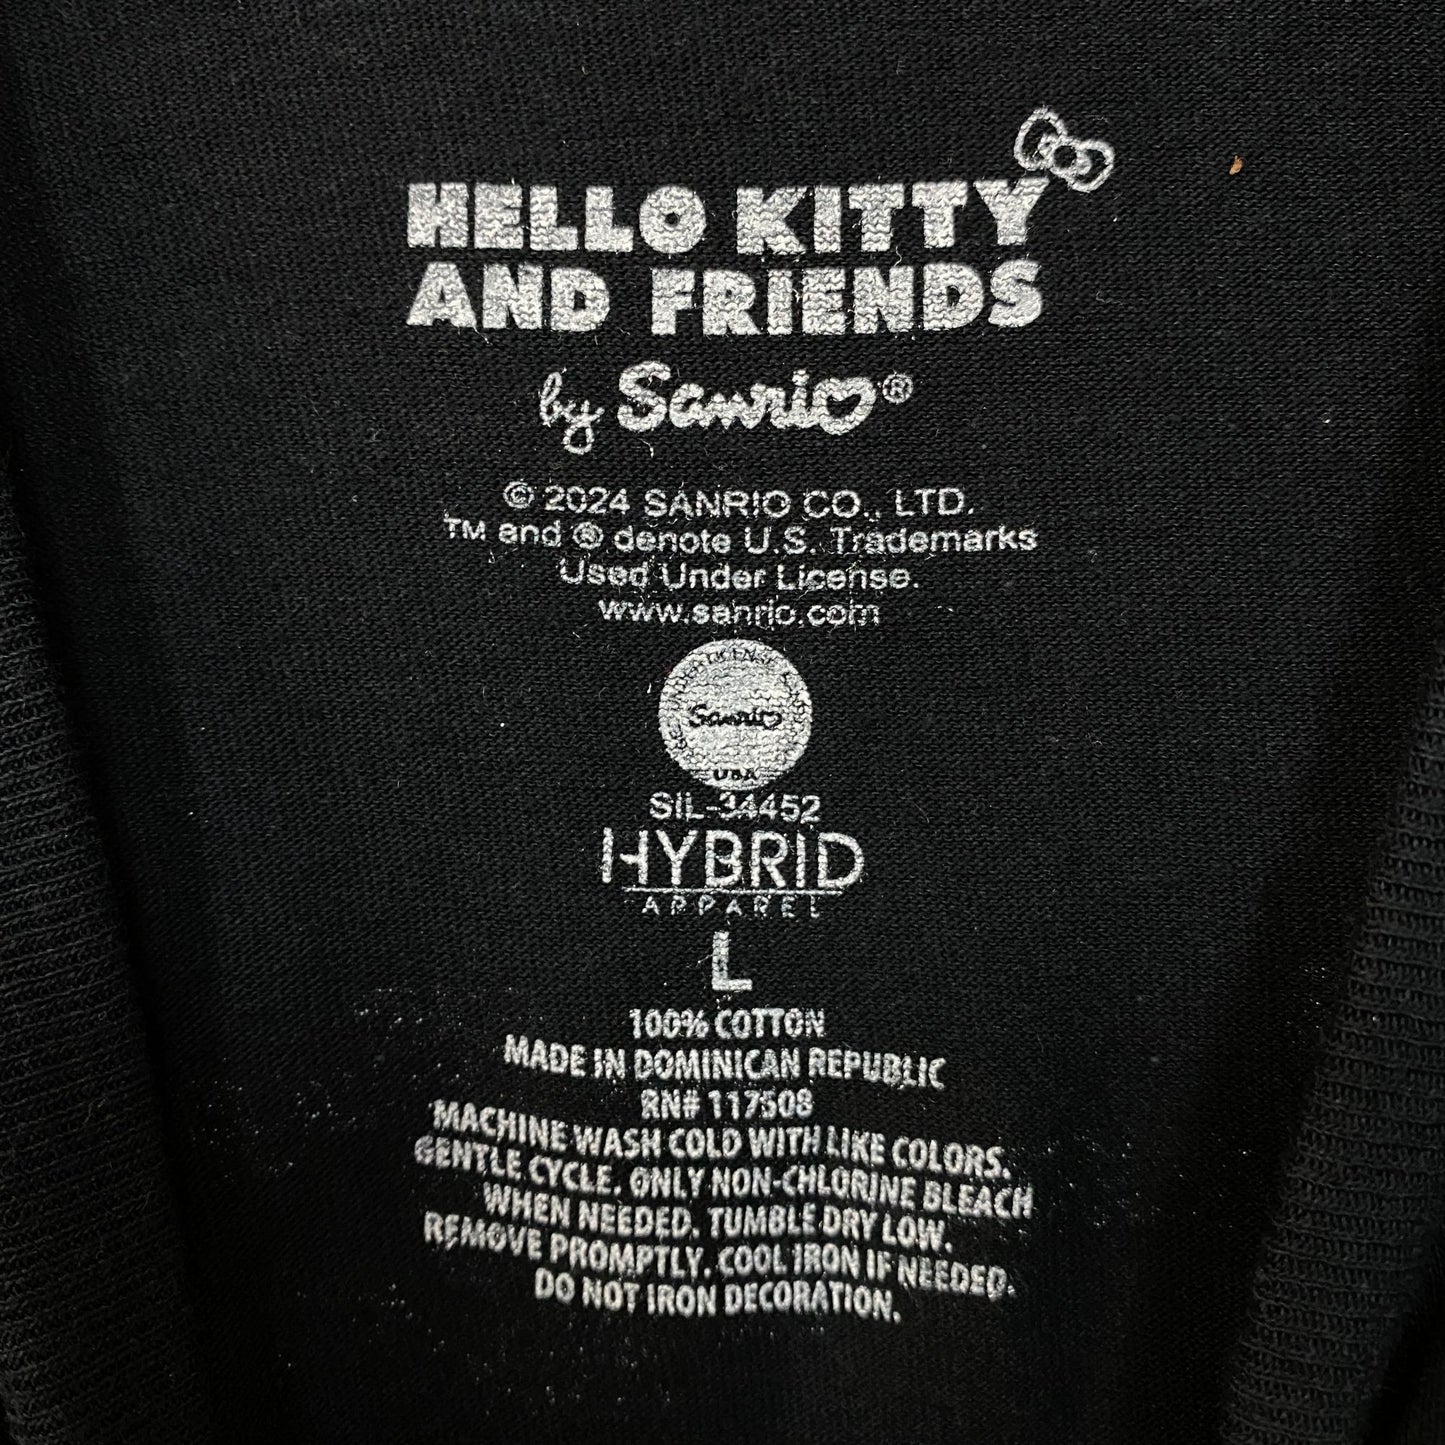 HELLO KITTY
AND FRIENDS
by Sanrio®
© 2024 SANRIO CO., LTD.
TM and ® denote U.S. Trademarks
Used Under License.
www.sanrio.com
UNDER LICENSE
Sanrio
USA
SIL-34452
HYBRID
APPAREL
L
100% COTTON
MADE IN DOMINICAN REPUBLIC
RN# 117508
MACHINE WASH COLD WITH LIKE COLORS.
GENTLE CYCLE. ONLY NON-CHLORINE BLEACH
WHEN NEEDED. TUMBLE DRY LOW.
REMOVE PROMPTLY. COOL IRON IF NEEDED.
DO NOT IRON DECORATION.